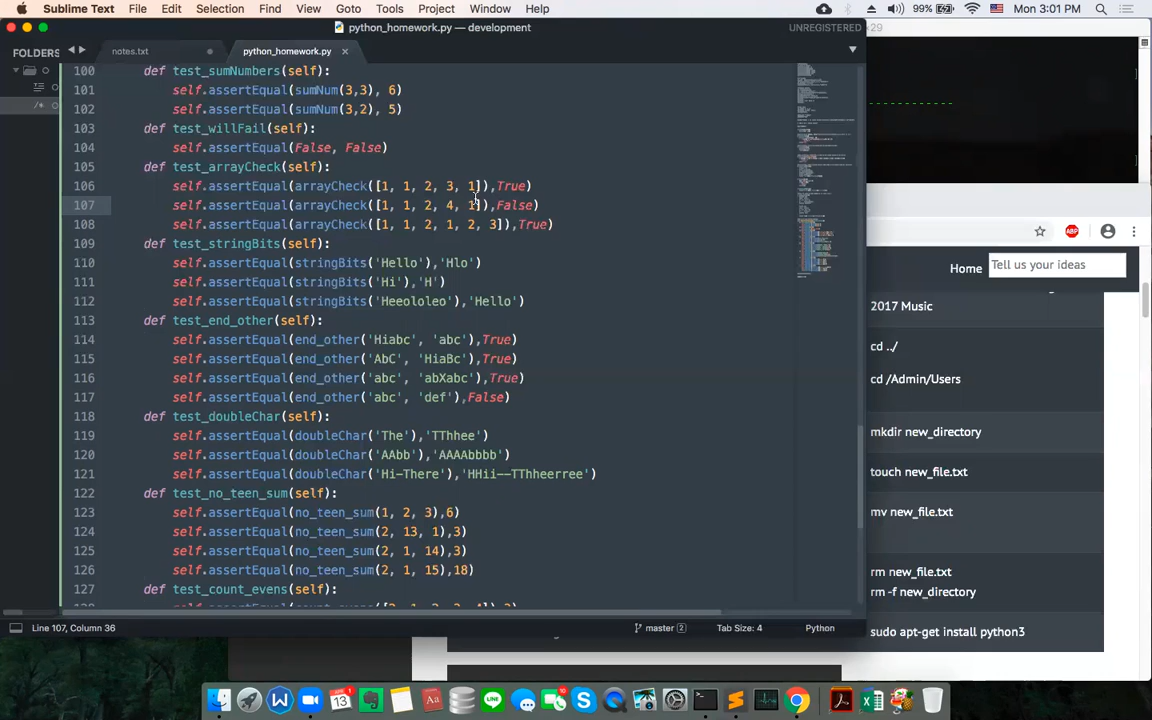 Sublime Text File Edit Selection Find View Goto Tools Project Window Help 99% Mon 3:01 PM
python_homework.py — development UNREGISTERED
FOLDERS notes.txt python_homework.py
100 def test_sumNumbers(self):
101 self.assertEqual(sumNum(3,3), 6)
102 self.assertEqual(sumNum(3,2), 5)
103 def test_willFail(self):
104 self.assertEqual(False, False)
105 def test_arrayCheck(self):
106 self.assertEqual(arrayCheck([1, 1, 2, 3, 1]),True)
107 self.assertEqual(arrayCheck([1, 1, 2, 4, 1]),False)
108 self.assertEqual(arrayCheck([1, 1, 2, 1, 2, 3]),True)
109 def test_stringBits(self):
110 self.assertEqual(stringBits('Hello'),'Hlo')
111 self.assertEqual(stringBits('Hi'),'H')
112 self.assertEqual(stringBits('Heeololeo'),'Hello')
113 def test_end_other(self):
114 self.assertEqual(end_other('Hiabc', 'abc'),True)
115 self.assertEqual(end_other('AbC', 'HiaBc'),True)
116 self.assertEqual(end_other('abc', 'abXabc'),True)
117 self.assertEqual(end_other('abc', 'def'),False)
118 def test_doubleChar(self):
119 self.assertEqual(doubleChar('The'),'TThhee')
120 self.assertEqual(doubleChar('AAbb'),'AAAAbbbb')
121 self.assertEqual(doubleChar('Hi-There'),'HHii--TThheerree')
122 def test_no_teen_sum(self):
123 self.assertEqual(no_teen_sum(1, 2, 3),6)
124 self.assertEqual(no_teen_sum(2, 13, 1),3)
125 self.assertEqual(no_teen_sum(2, 1, 14),3)
126 self.assertEqual(no_teen_sum(2, 1, 15),18)
127 def test_count_evens(self):
Line 107, Column 36 master 2 Tab Size: 4 Python
Home Tell us your ideas
2017 Music
cd ../
cd /Admin/Users
mkdir new_directory
touch new_file.txt
mv new_file.txt
rm new_file.txt
rm -f new_directory
sudo apt-get install python3